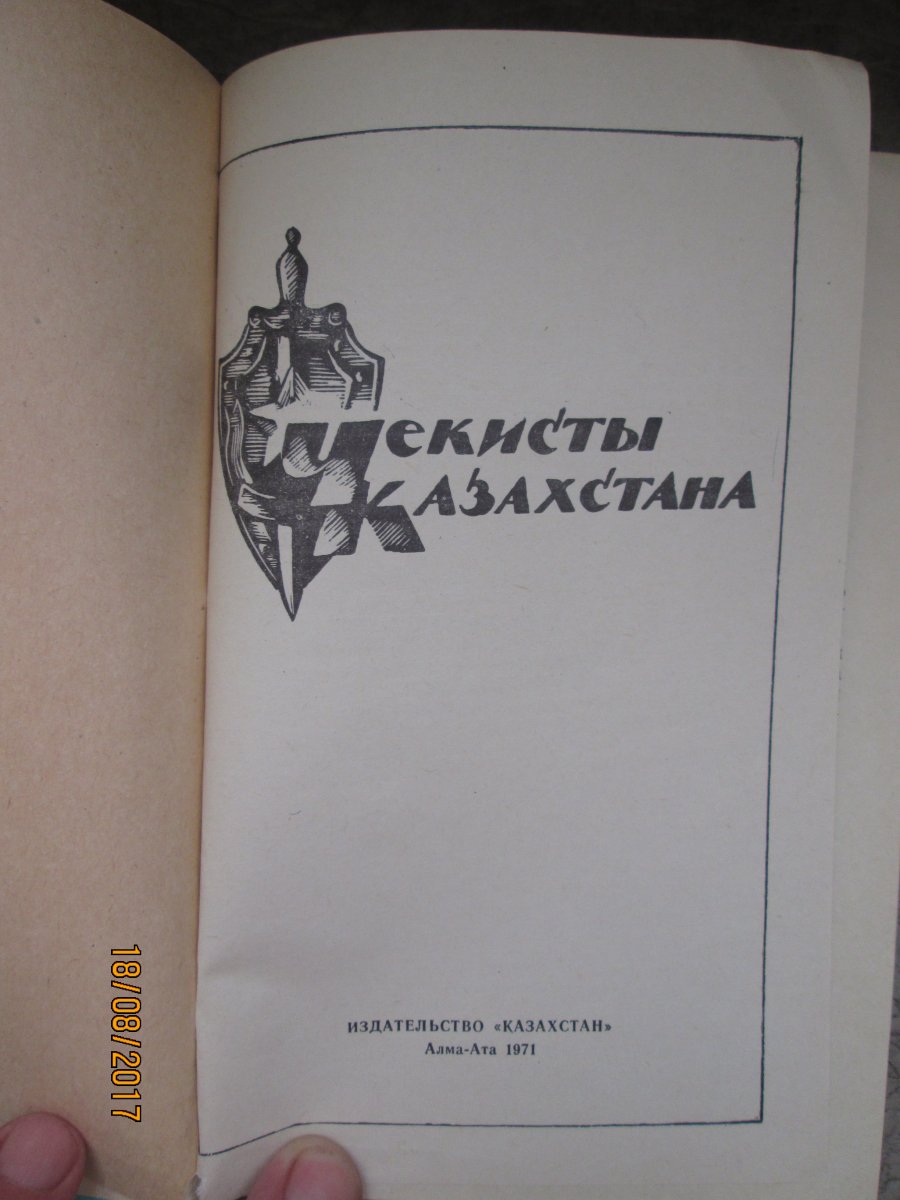 Чекисты
Казахстана
ИЗДАТЕЛЬСТВО «КАЗАХСТАН»
Алма-Ата 1971
18/08/2017